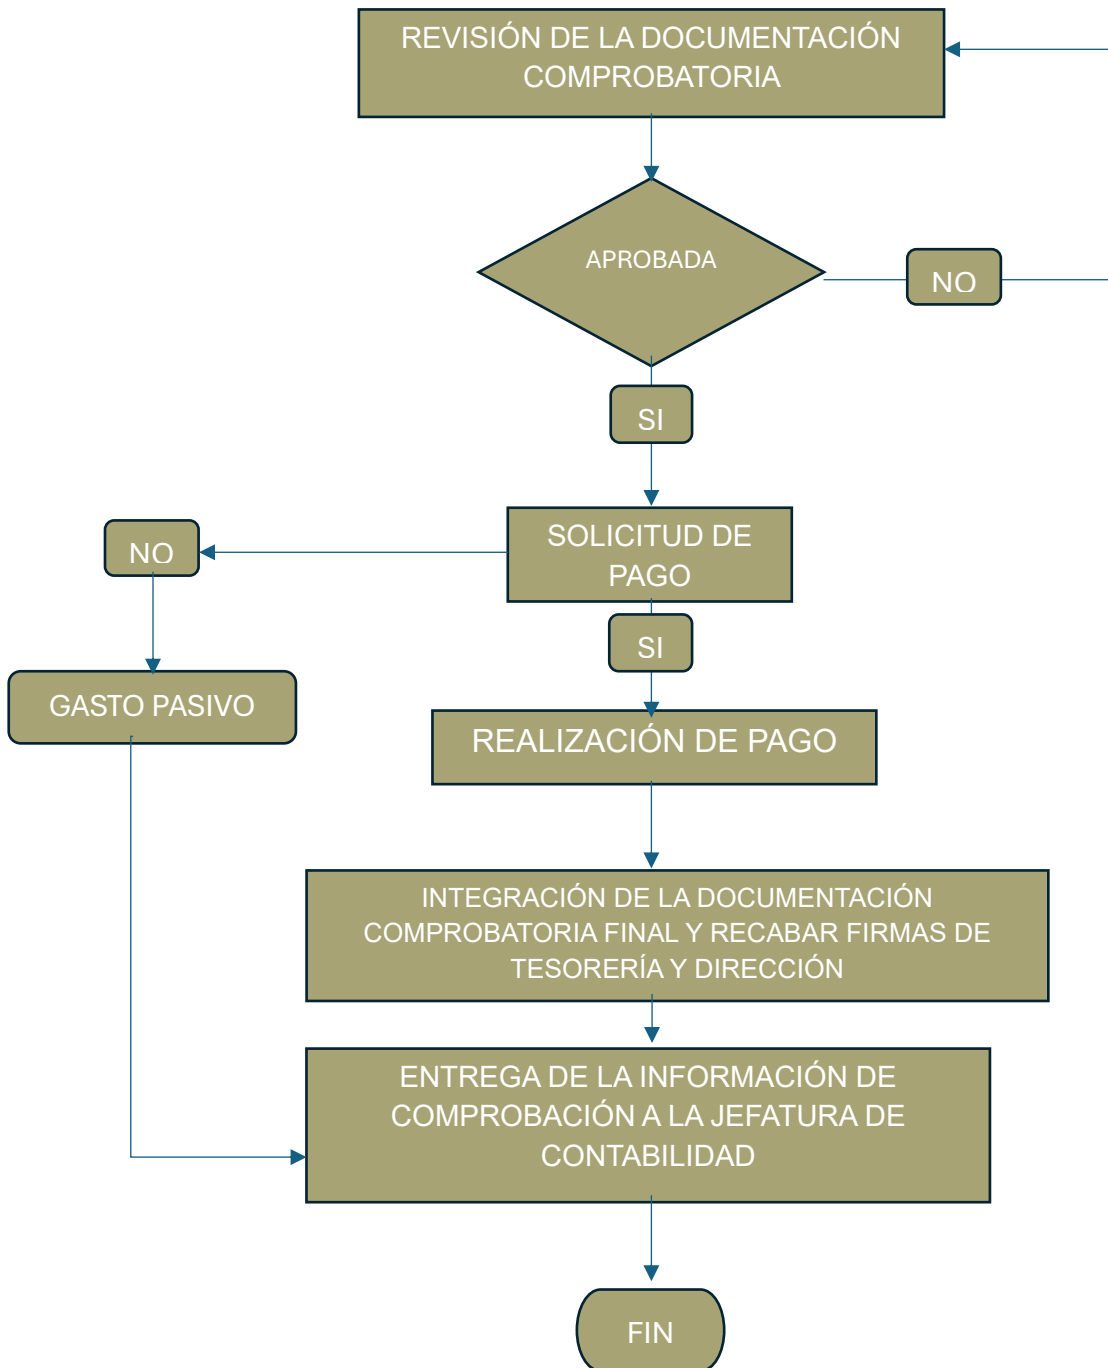 REVISIÓN DE LA DOCUMENTACIÓN
COMPROBATORIA
APROBADA
NO
SI
SOLICITUD DE
PAGO
NO
SI
GASTO PASIVO
REALIZACIÓN DE PAGO
INTEGRACIÓN DE LA DOCUMENTACIÓN
COMPROBATORIA FINAL Y RECABAR FIRMAS DE
TESORERÍA Y DIRECCIÓN
ENTREGA DE LA INFORMACIÓN DE
COMPROBACIÓN A LA JEFATURA DE
CONTABILIDAD
FIN